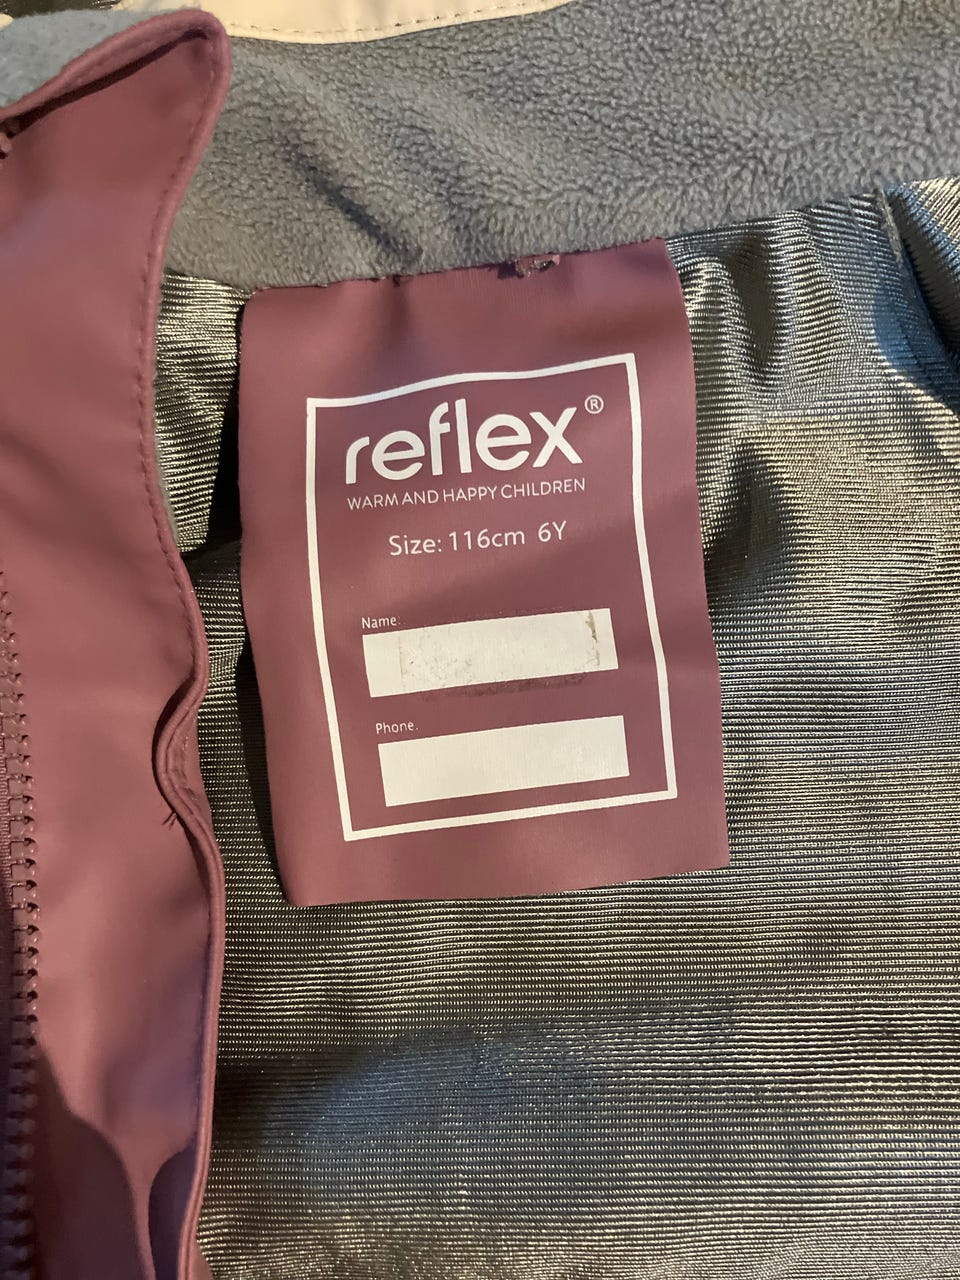 reflex®
WARM AND HAPPY CHILDREN
Size: 116cm 6Y
Name:
Phone: